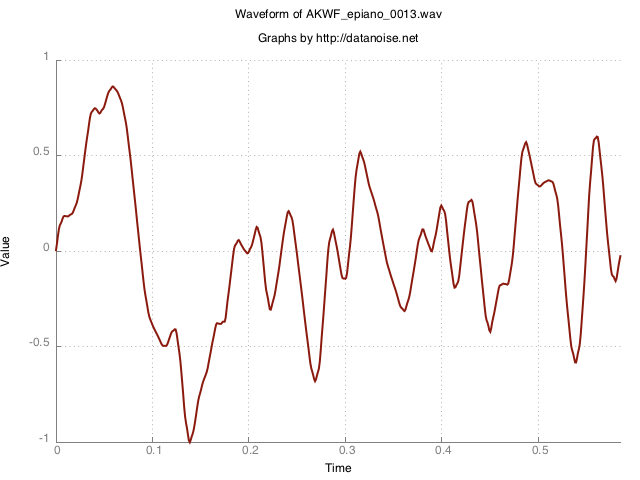 Waveform of AKWF_epiano_0013.wav
Graphs by http://datanoise.net
1
0.5
0
-0.5
-1
Value
0
0.1
0.2
0.3
0.4
0.5
Time